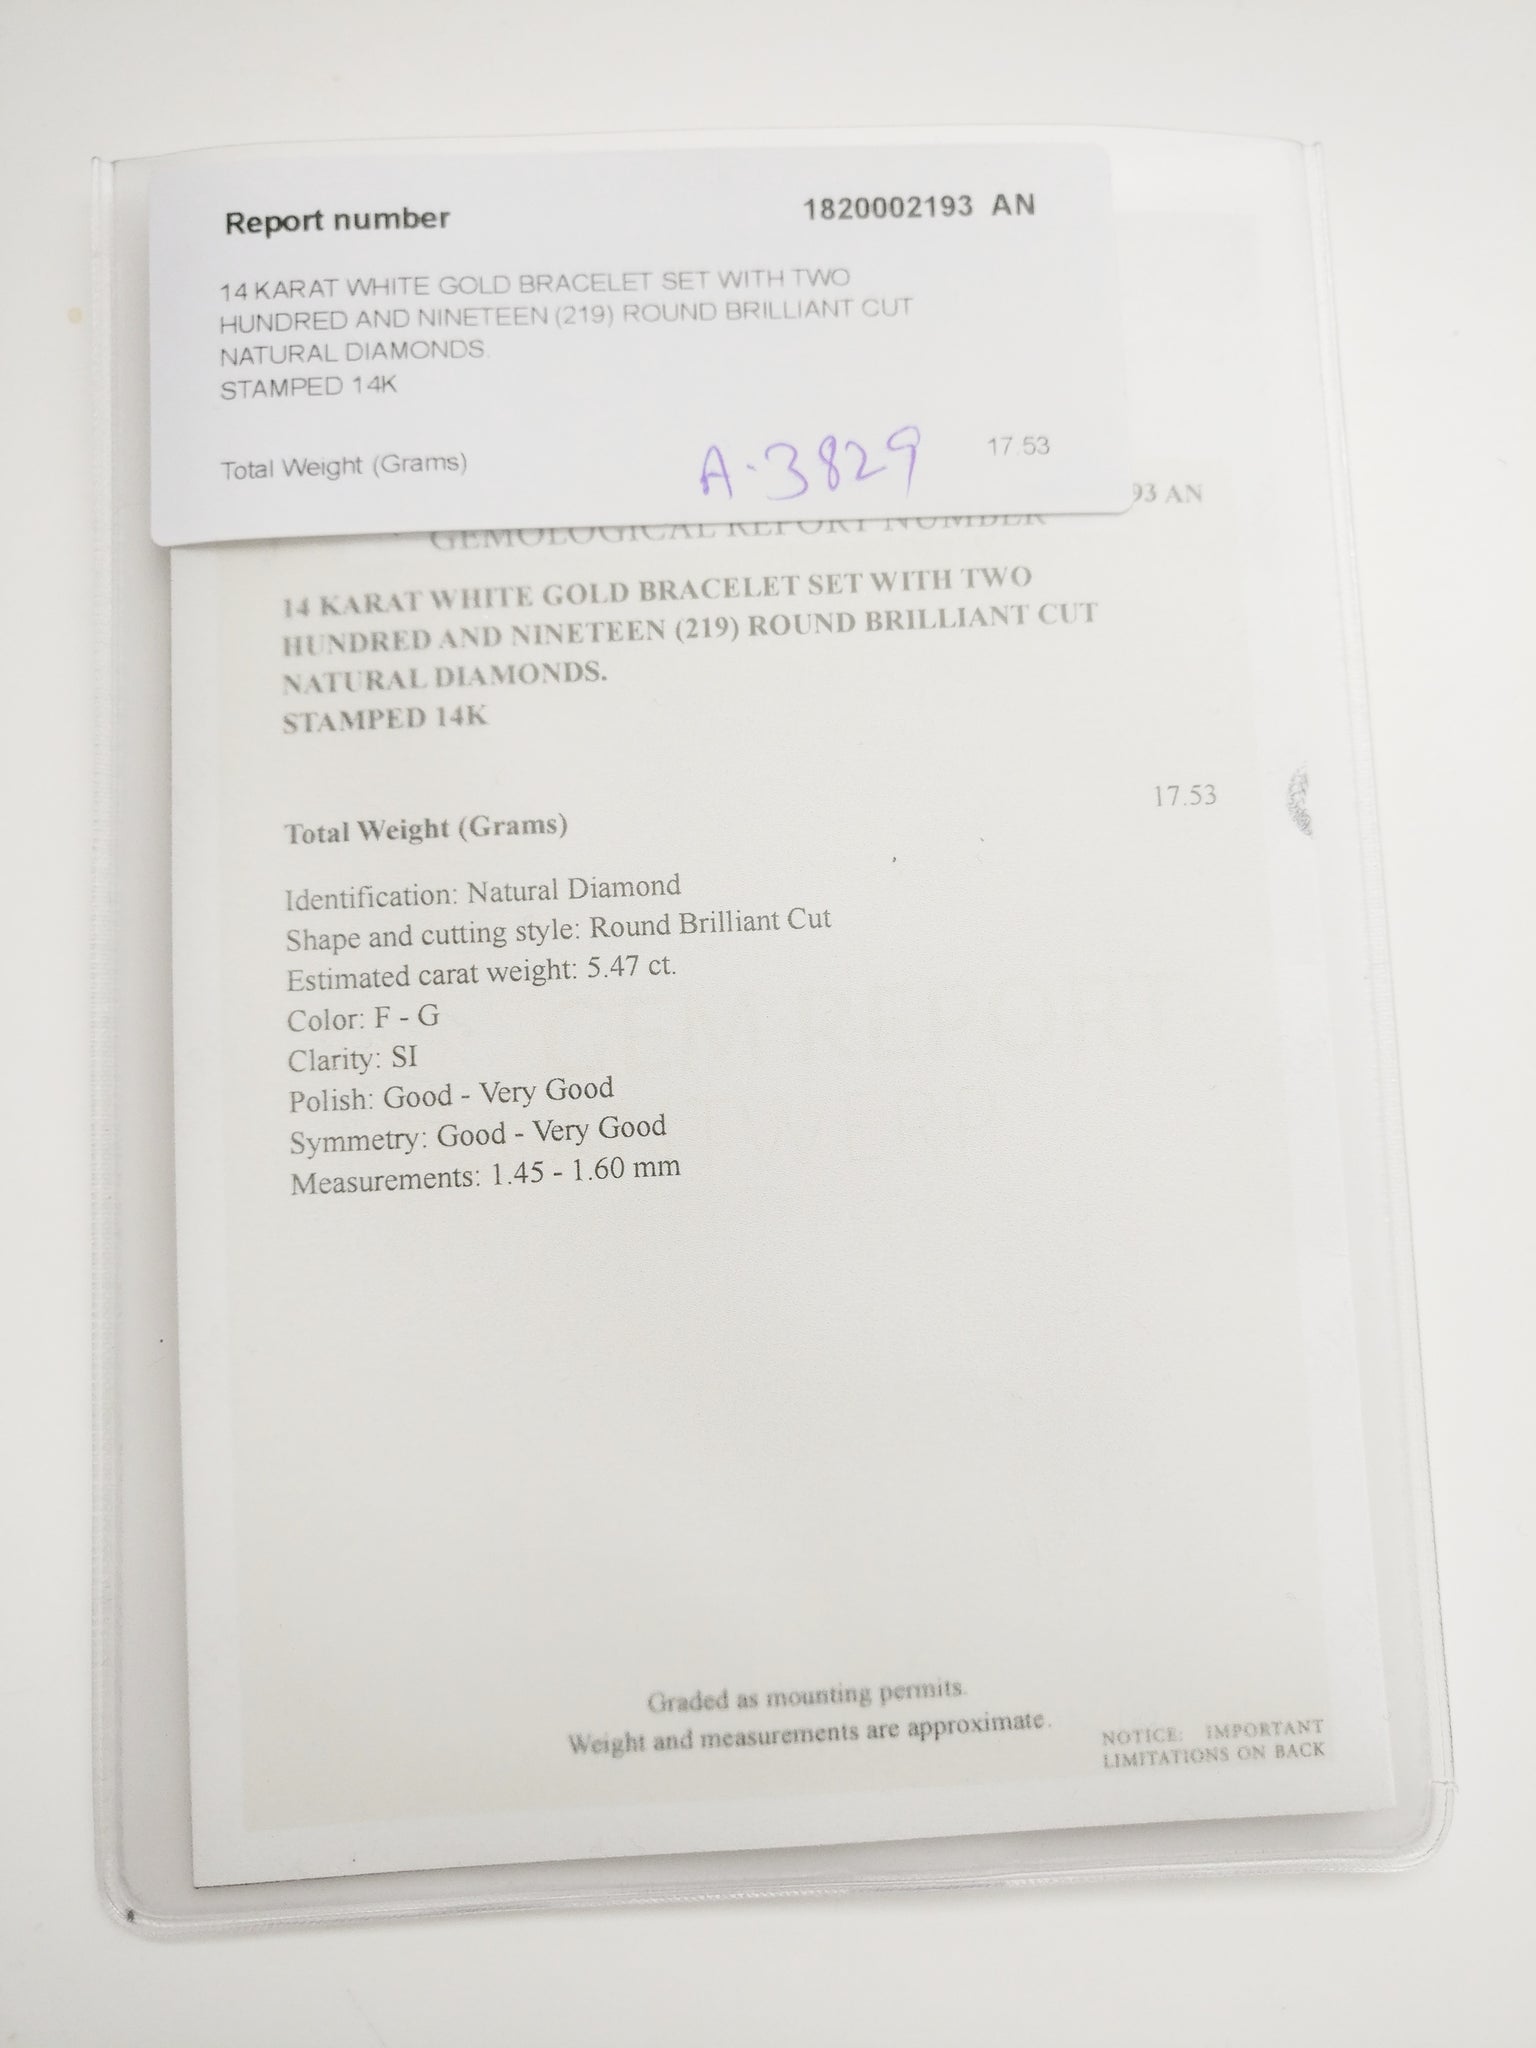 Report number 1820002193 AN
14 KARAT WHITE GOLD BRACELET SET WITH TWO
HUNDRED AND NINETEEN (219) ROUND BRILLIANT CUT
NATURAL DIAMONDS.
STAMPED 14K
Total Weight (Grams) A-3829 17.53
93 AN
GEMOLOGICAL REPORT NUMBER
14 KARAT WHITE GOLD BRACELET SET WITH TWO
HUNDRED AND NINETEEN (219) ROUND BRILLIANT CUT
NATURAL DIAMONDS.
STAMPED 14K
Total Weight (Grams) 17.53
Identification: Natural Diamond
Shape and cutting style: Round Brilliant Cut
Estimated carat weight: 5.47 ct.
Color: F - G
Clarity: SI
Polish: Good - Very Good
Symmetry: Good - Very Good
Measurements: 1.45 - 1.60 mm
Graded as mounting permits.
Weight and measurements are approximate.
NOTICE: IMPORTANT
LIMITATIONS ON BACK